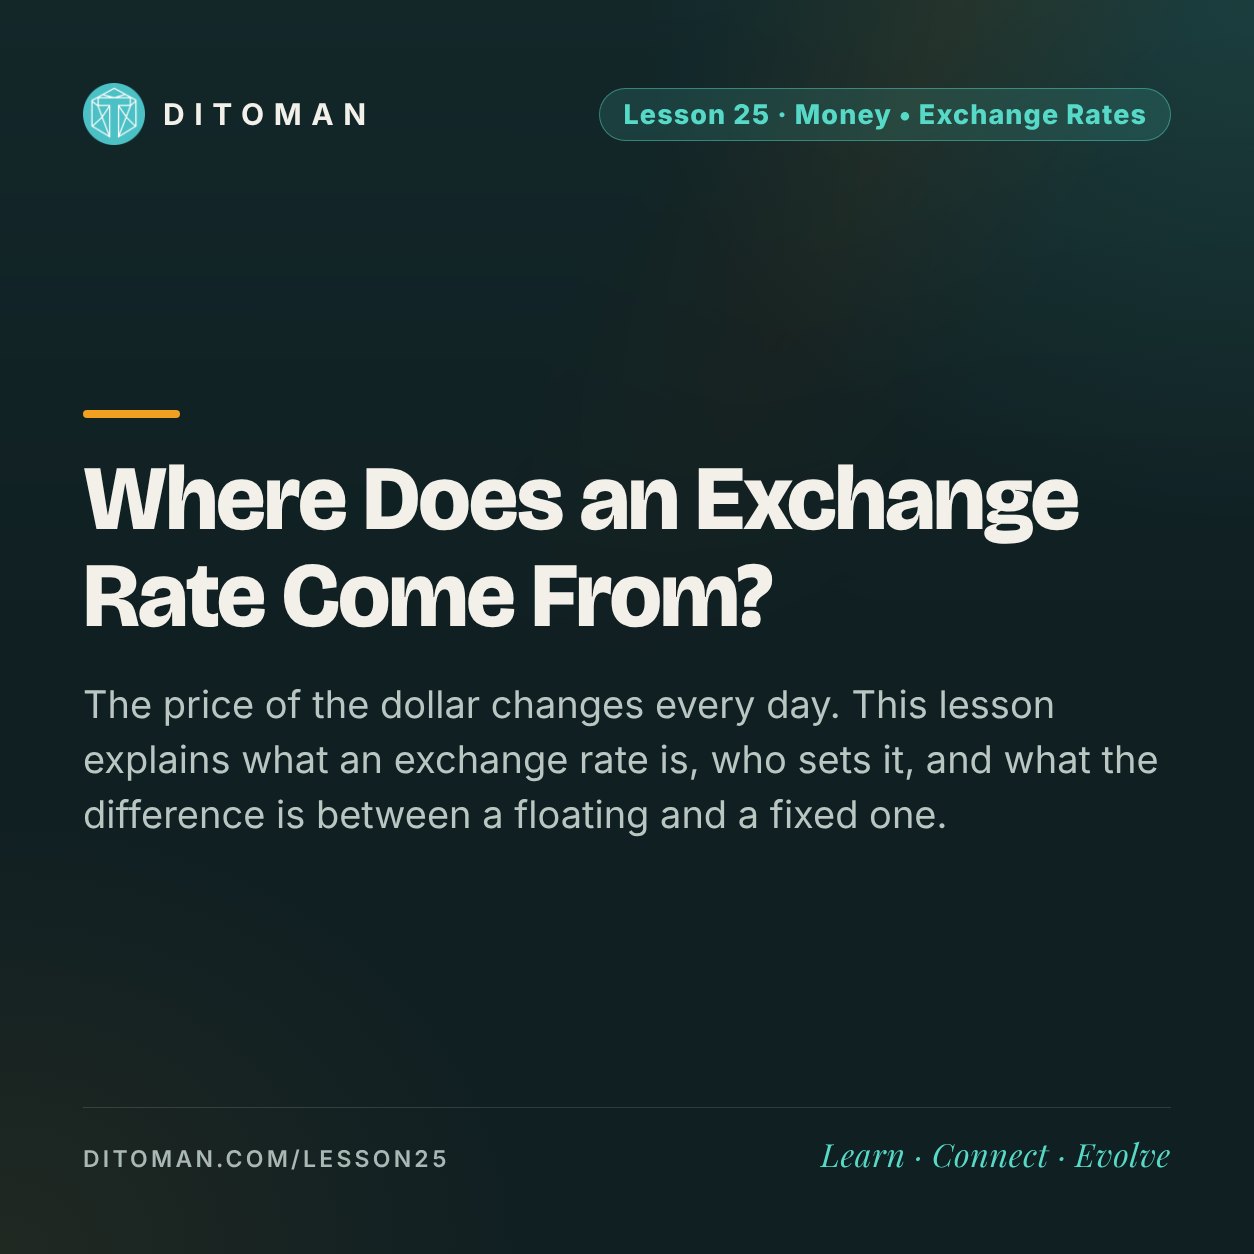 DITOMAN
Lesson 25 · Money • Exchange Rates
Where Does an Exchange
Rate Come From?
The price of the dollar changes every day. This lesson
explains what an exchange rate is, who sets it, and what the
difference is between a floating and a fixed one.
DITOMAN.COM/LESSON25
Learn · Connect · Evolve